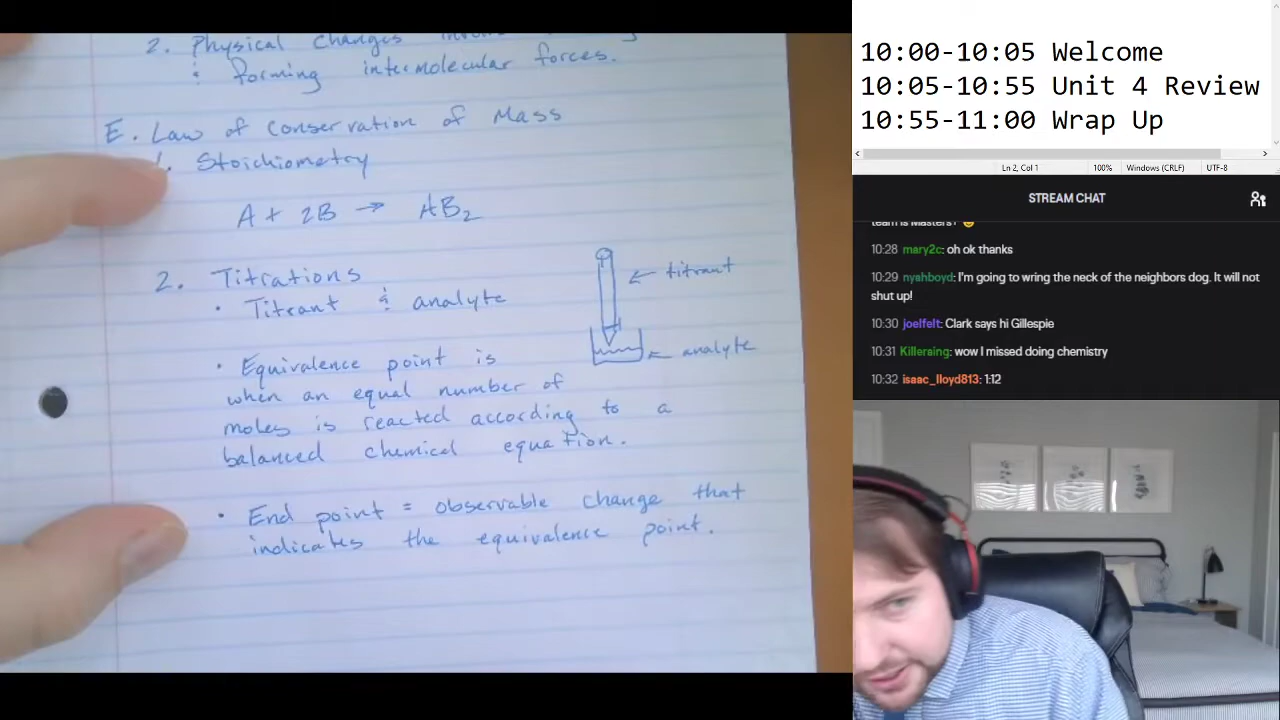 2. Physical Changes
& forming intermolecular forces.
E. Law of Conservation of Mass
1. Stoichiometry
A + 2B → AB2
2. Titrations
• Titrant & analyte
← titrant
← analyte
• Equivalence point is
when an equal number of
moles is reacted according to a
balanced chemical equation.
• End point = observable change that
indicates the equivalence point.
10:00-10:05 Welcome
10:05-10:55 Unit 4 Review
10:55-11:00 Wrap Up
Ln 2, Col 1 100% Windows (CRLF) UTF-8
STREAM CHAT
team is Masters?
10:28 mary2c: oh ok thanks
10:29 nyahboyd: I'm going to wring the neck of the neighbors dog. It will not
shut up!
10:30 joelfelt: Clark says hi Gillespie
10:31 Killersing: wow I missed doing chemistry
10:32 isaac_lloyd813: 1:12